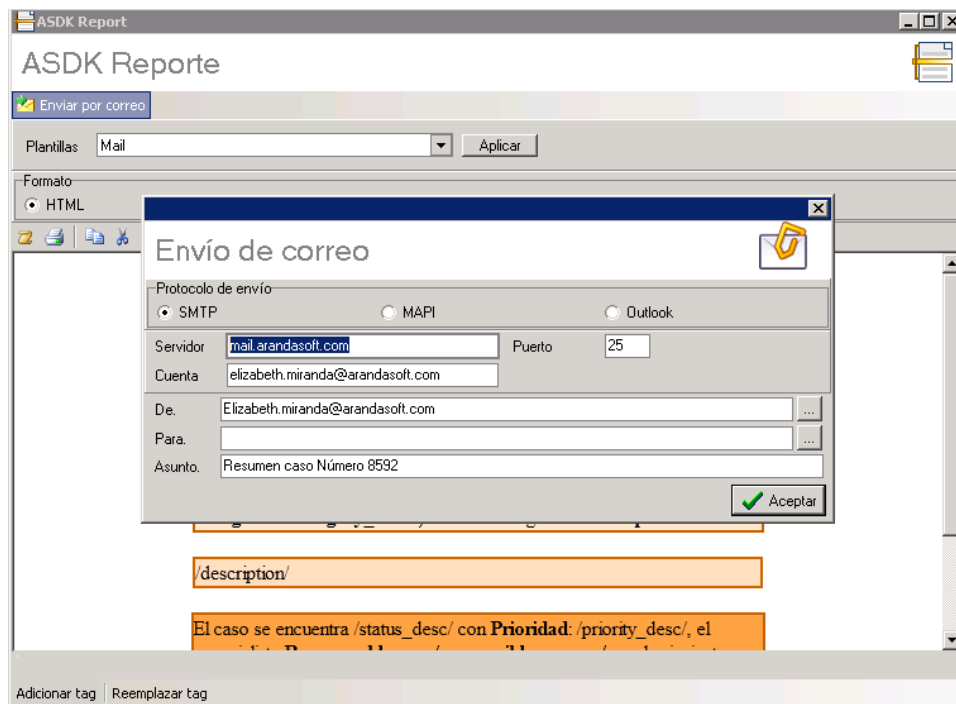 ASDK Report
ASDK Reporte
Enviar por correo
Plantillas Mail Aplicar
Formato
HTML
Envío de correo
Protocolo de envío
SMTP MAPI Outlook
Servidor mail.arandasoft.com Puerto 25
Cuenta elizabeth.miranda@arandasoft.com
De. Elizabeth.miranda@arandasoft.com ...
Para. ...
Asunto. Resumen caso Número 8592
Aceptar
/description/
El caso se encuentra /status_desc/ con Prioridad: /priority_desc/, el
Adicionar tag Reemplazar tag